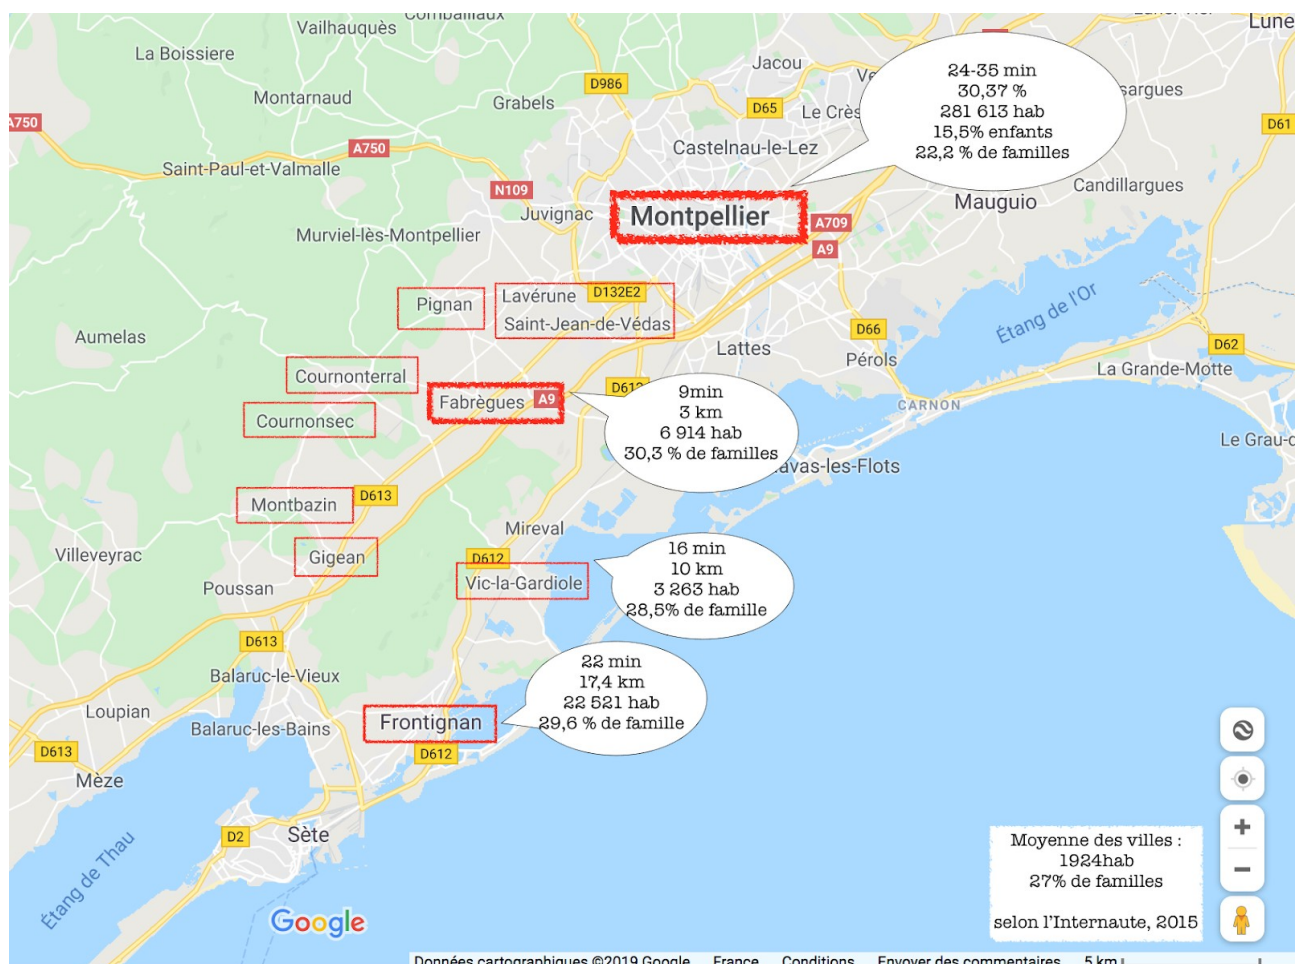 Combaillaux
Vailhauquès
Lune
La Boissiere
Jacou
24-35 min
30,37 %
281 613 hab
15,5% enfants
22,2 % de familles
D986
Montarnaud
Grabels
D65
Le Crès
sargues
A750
D61
A750
Castelnau-le-Lez
Saint-Paul-et-Valmalle
N109
Candillargues
Juvignac
Montpellier
Mauguio
A709
Murviel-lès-Montpellier
A9
Pignan
Lavérune
D132E2
Saint-Jean-de-Védas
Étang de l'Or
D66
Aumelas
Lattes
Pérols
D62
La Grande-Motte
Cournonterral
Fabrègues
A9
D612
9min
3 km
6 914 hab
30,3 % de familles
CARNON
Cournonsec
Le Grau-d
avas-les-Flots
Montbazin
D613
Mireval
Villeveyrac
Gigean
D612
16 min
10 km
3 263 hab
28,5% de famille
Poussan
Vic-la-Gardiole
D613
Balaruc-le-Vieux
22 min
17,4 km
22 521 hab
29,6 % de famille
Loupian
Balaruc-les-Bains
Frontignan
D613
D612
Mèze
D2
Sète
Étang de Thau
Moyenne des villes :
1924hab
27% de familles
selon l'Internaute, 2015
Google
Données cartographiques ©2019 Google France Conditions Envoyer des commentaires 5 km